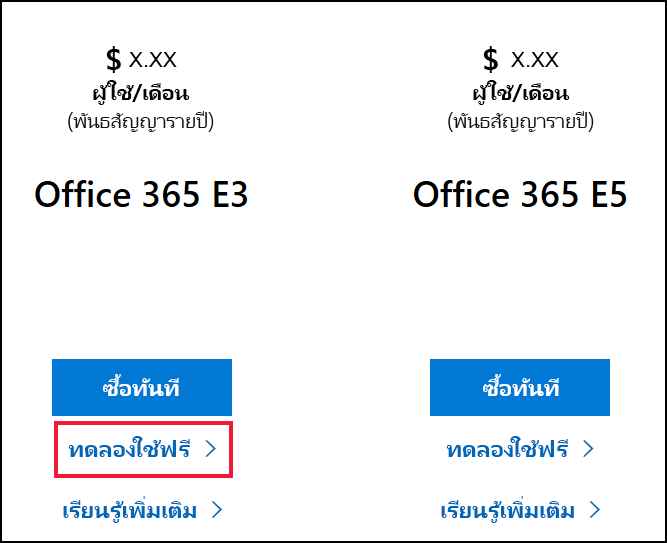 $ X.XX
ผู้ใช้/เดือน
(พันธสัญญารายปี)
Office 365 E3
ซื้อทันที
ทดลองใช้ฟรี >
เรียนรู้เพิ่มเติม >
$ X.XX
ผู้ใช้/เดือน
(พันธสัญญารายปี)
Office 365 E5
ซื้อทันที
ทดลองใช้ฟรี >
เรียนรู้เพิ่มเติม >